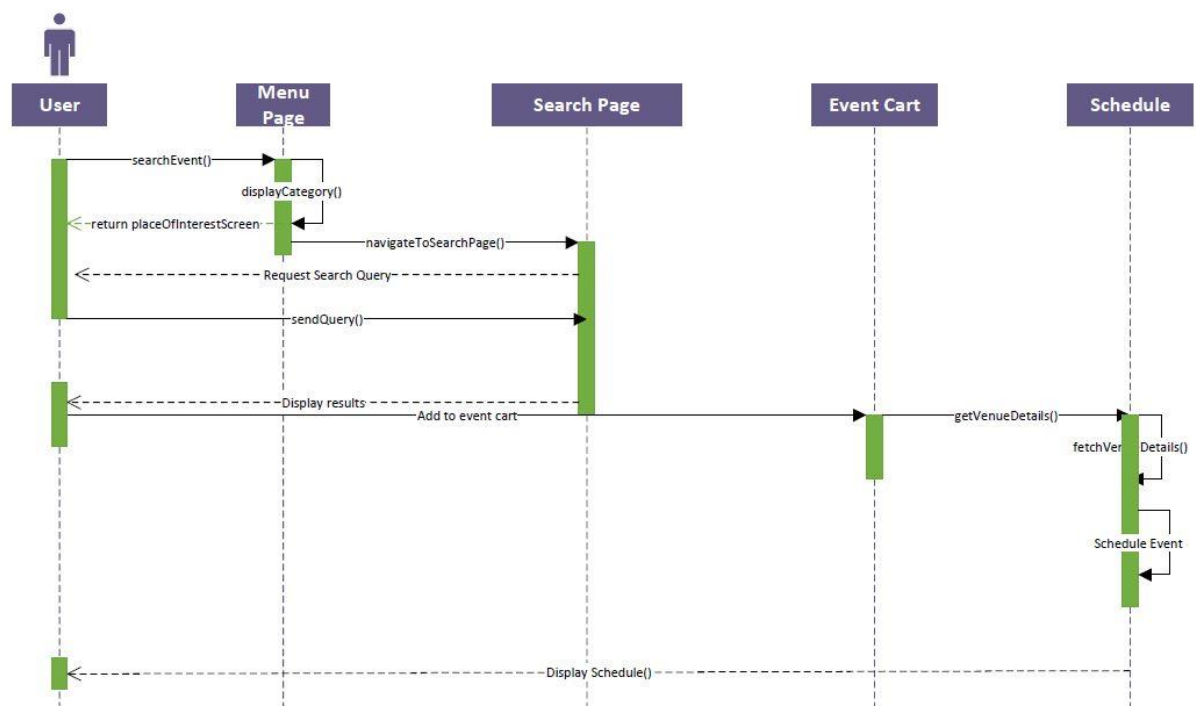 User
Menu
Page
Search Page
Event Cart
Schedule
searchEvent()
displayCategory()
return placeOfInterestScreen
navigateToSearchPage()
Request Search Query
sendQuery()
Display results
Add to event cart
getVenueDetails()
Schedule Event
Display Schedule()